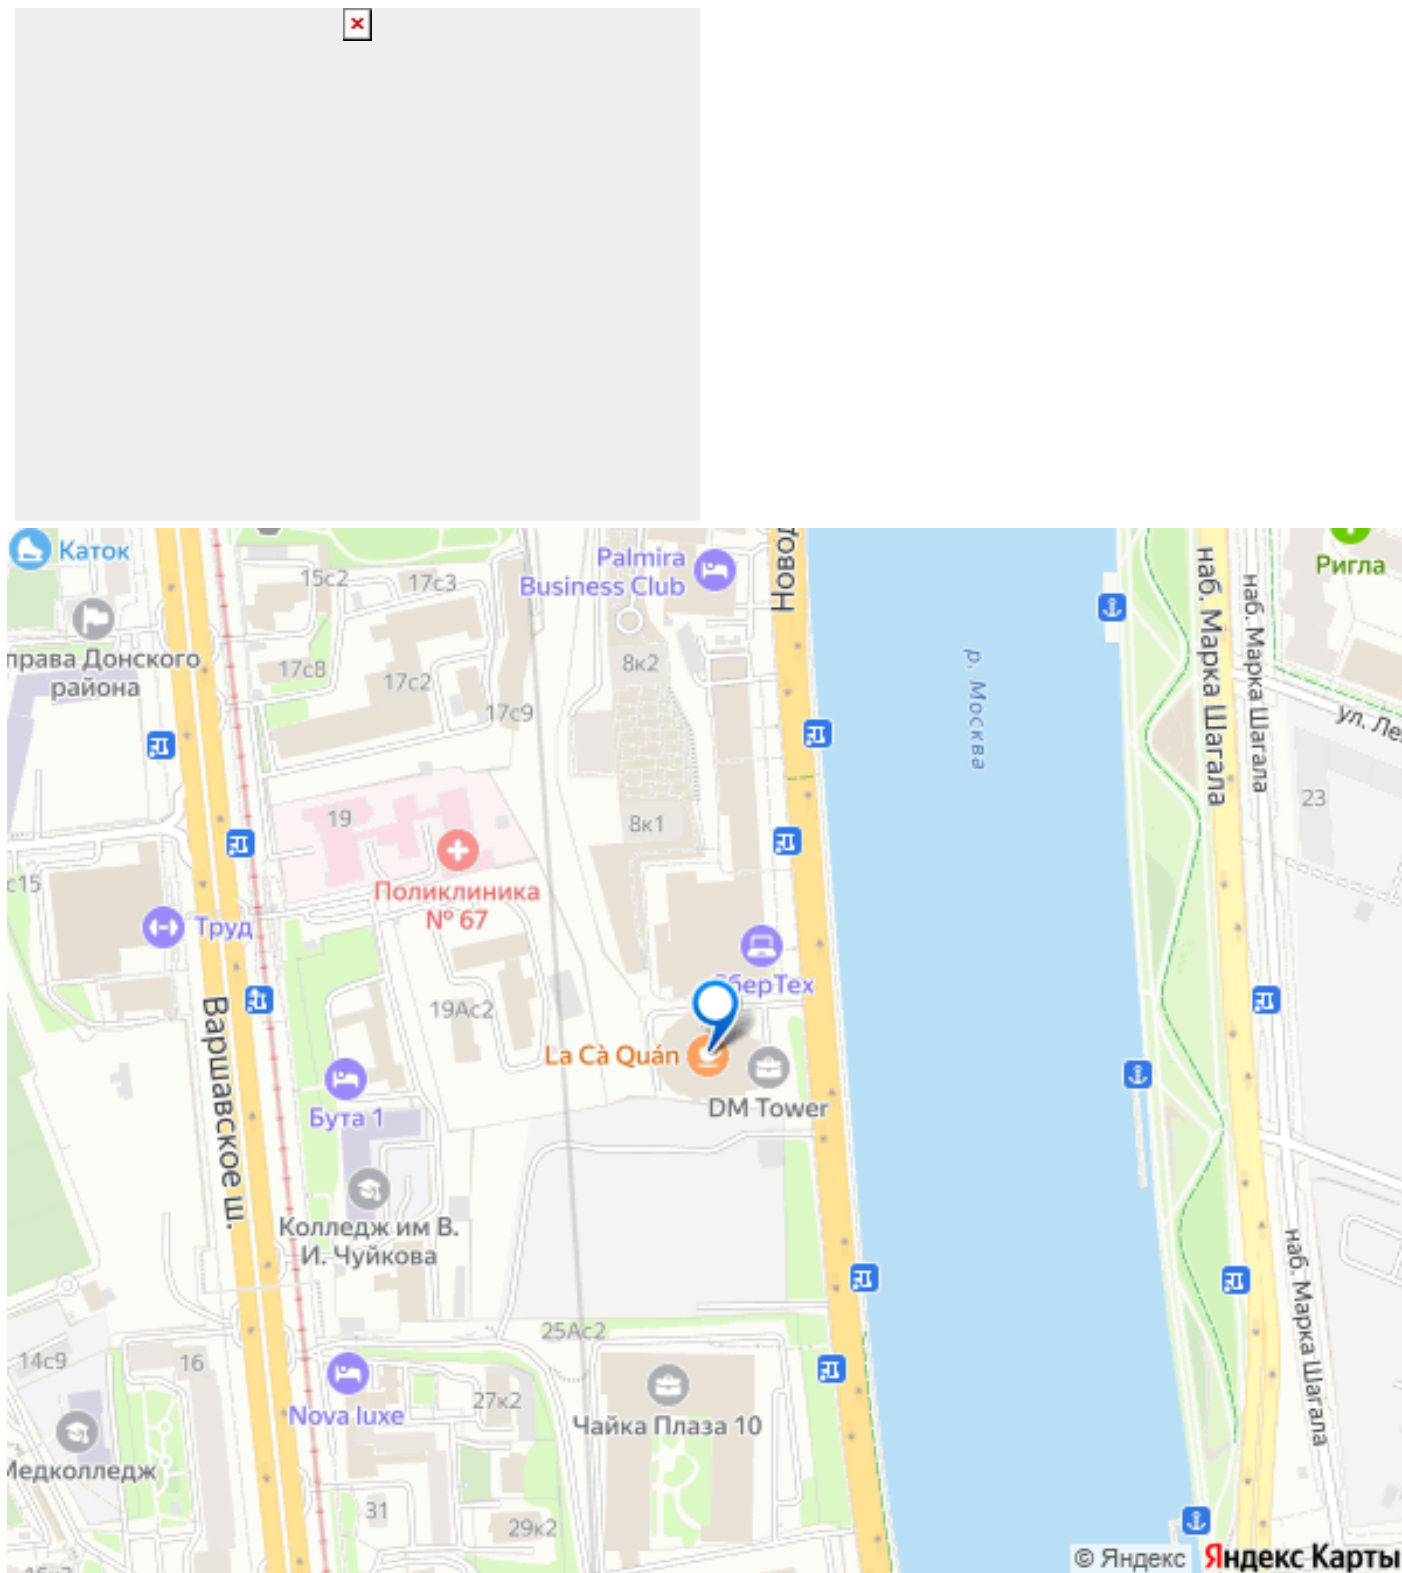 Каток
15с2
17с3
Palmira
Business Club
Ригла
права Донского
района
17с8
17с2
17с9
8к2
р. Москва
наб. Марка Шагала
наб. Марка Шагала
23
19
8к1
с15
Поликлиника
№ 67
Труд
19Ас2
Варшавское ш.
La Cà Quán
DM Tower
Бута 1
Колледж им В.
И. Чуйкова
наб. Марка Шагала
25Ас2
14с9
16
Nova luxe
27к2
Чайка Плаза 10
31
29к2
© Яндекс
Яндекс Карты